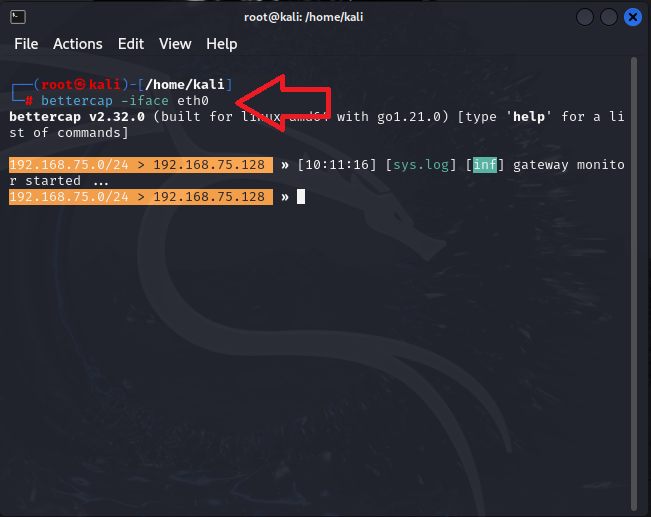 root@kali: /home/kali
File Actions Edit View Help
┌──(root㉿kali)-[/home/kali]
└─# bettercap -iface eth0
bettercap v2.32.0 (built for linux amd64 with go1.21.0) [type 'help' for a li
st of commands]
192.168.75.0/24 > 192.168.75.128 » [10:11:16] [sys.log] [inf] gateway monito
r started ...
192.168.75.0/24 > 192.168.75.128 »